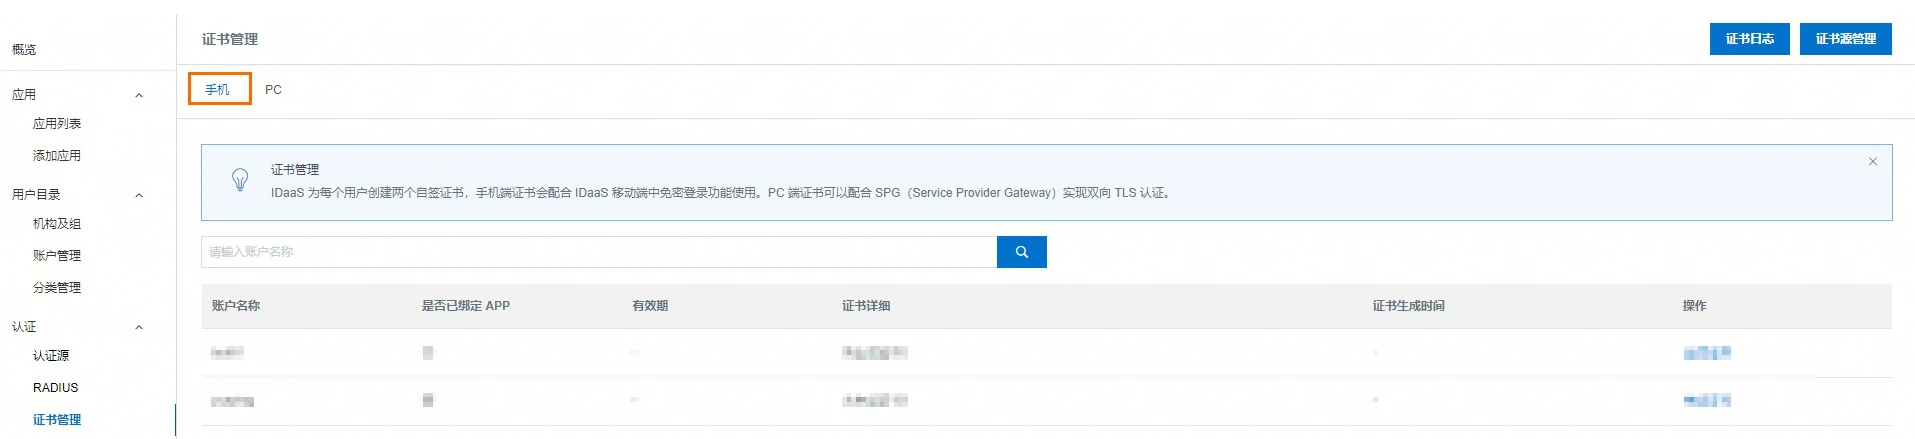 概览
应用
应用列表
添加应用
用户目录
机构及组
账户管理
分类管理
认证
认证源
RADIUS
证书管理
证书管理
证书日志
证书源管理
手机
PC
证书管理
IDaaS 为每个用户创建两个自签证书，手机端证书会配合 IDaaS 移动端中免密登录功能使用。PC 端证书可以配合 SPG（Service Provider Gateway）实现双向 TLS 认证。
请输入账户名称
账户名称 是否已绑定 APP 有效期 证书详细 证书生成时间 操作